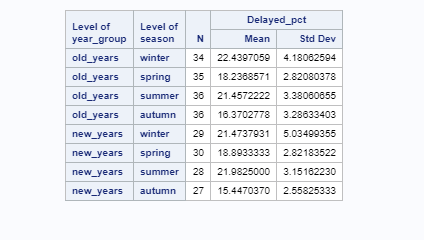 Level of year_group Level of season N Delayed_pct
Mean Std Dev
old_years winter 34 22.4397059 4.18062594
old_years spring 35 18.2368571 2.82080378
old_years summer 36 21.4572222 3.38060655
old_years autumn 36 16.3702778 3.28633403
new_years winter 29 21.4737931 5.03499355
new_years spring 30 18.8933333 2.82183522
new_years summer 28 21.9825000 3.15162230
new_years autumn 27 15.4470370 2.55825333